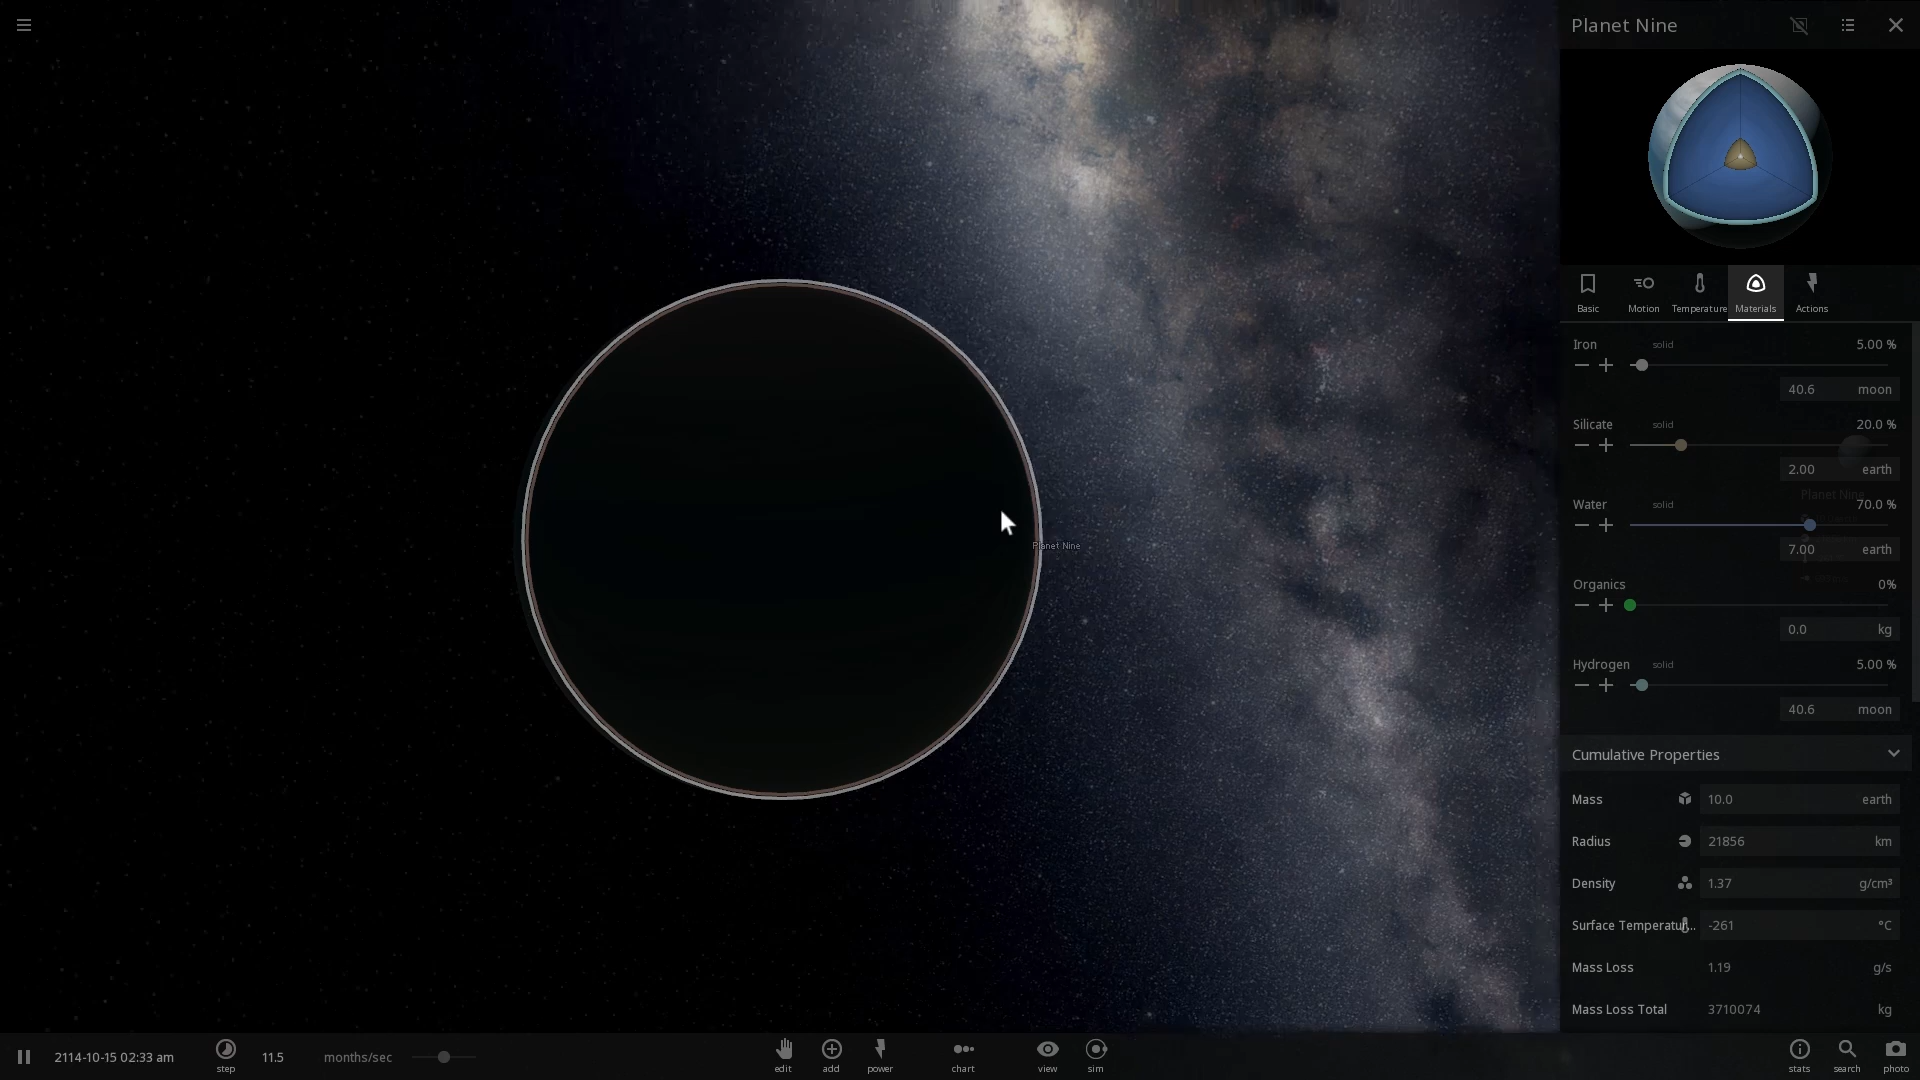 Planet Nine
Basic
Motion
Temperature
Materials
Actions
Iron solid 5.00 %
40.6 moon
Silicate solid 20.0 %
2.00 earth
Planet Nine
Water solid 70.0 %
7.00 earth
Organics 0%
0.0 kg
Hydrogen solid 5.00 %
40.6 moon
Cumulative Properties
Mass 10.0 earth
Radius 21856 km
Density 1.37 g/cm³
Surface Temperatur... -261 °C
Mass Loss 1.19 g/s
Mass Loss Total 3710074 kg
Planet Nine
2114-10-15 02:33 am
step
11.5 months/sec
edit
add
power
chart
view
sim
stats
search
photo